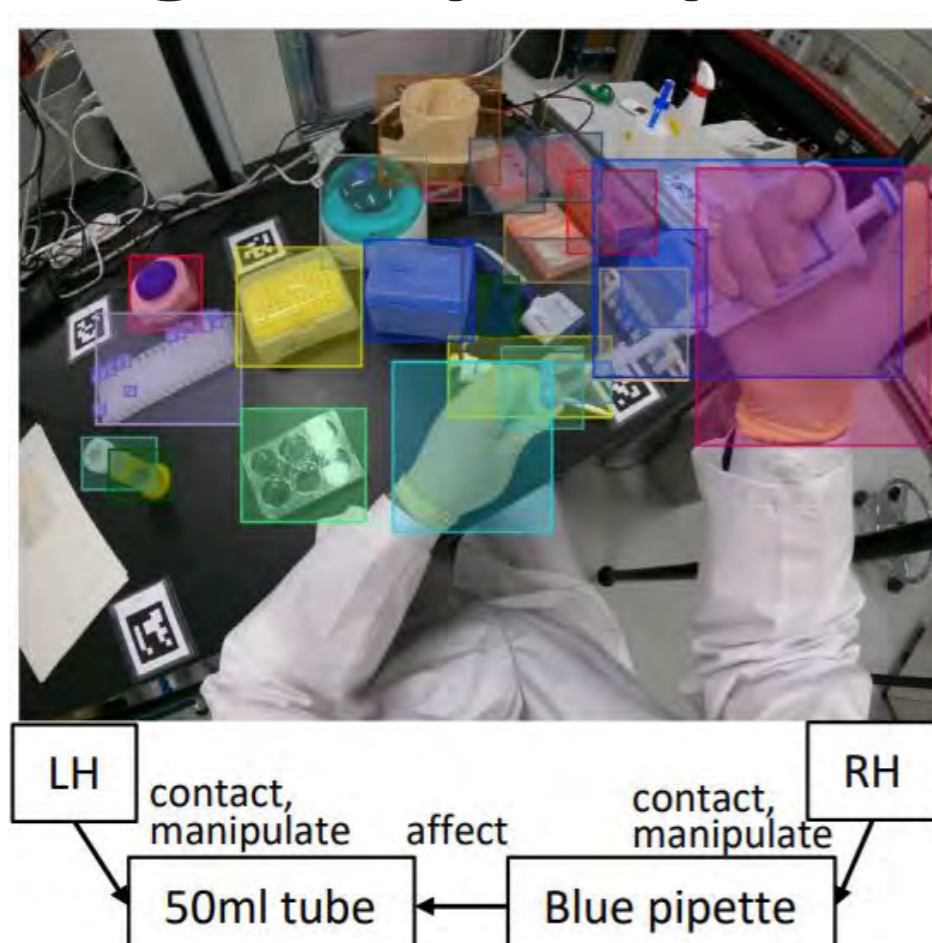 LH
RH
contact,
manipulate
affect
contact,
manipulate
50ml tube
Blue pipette